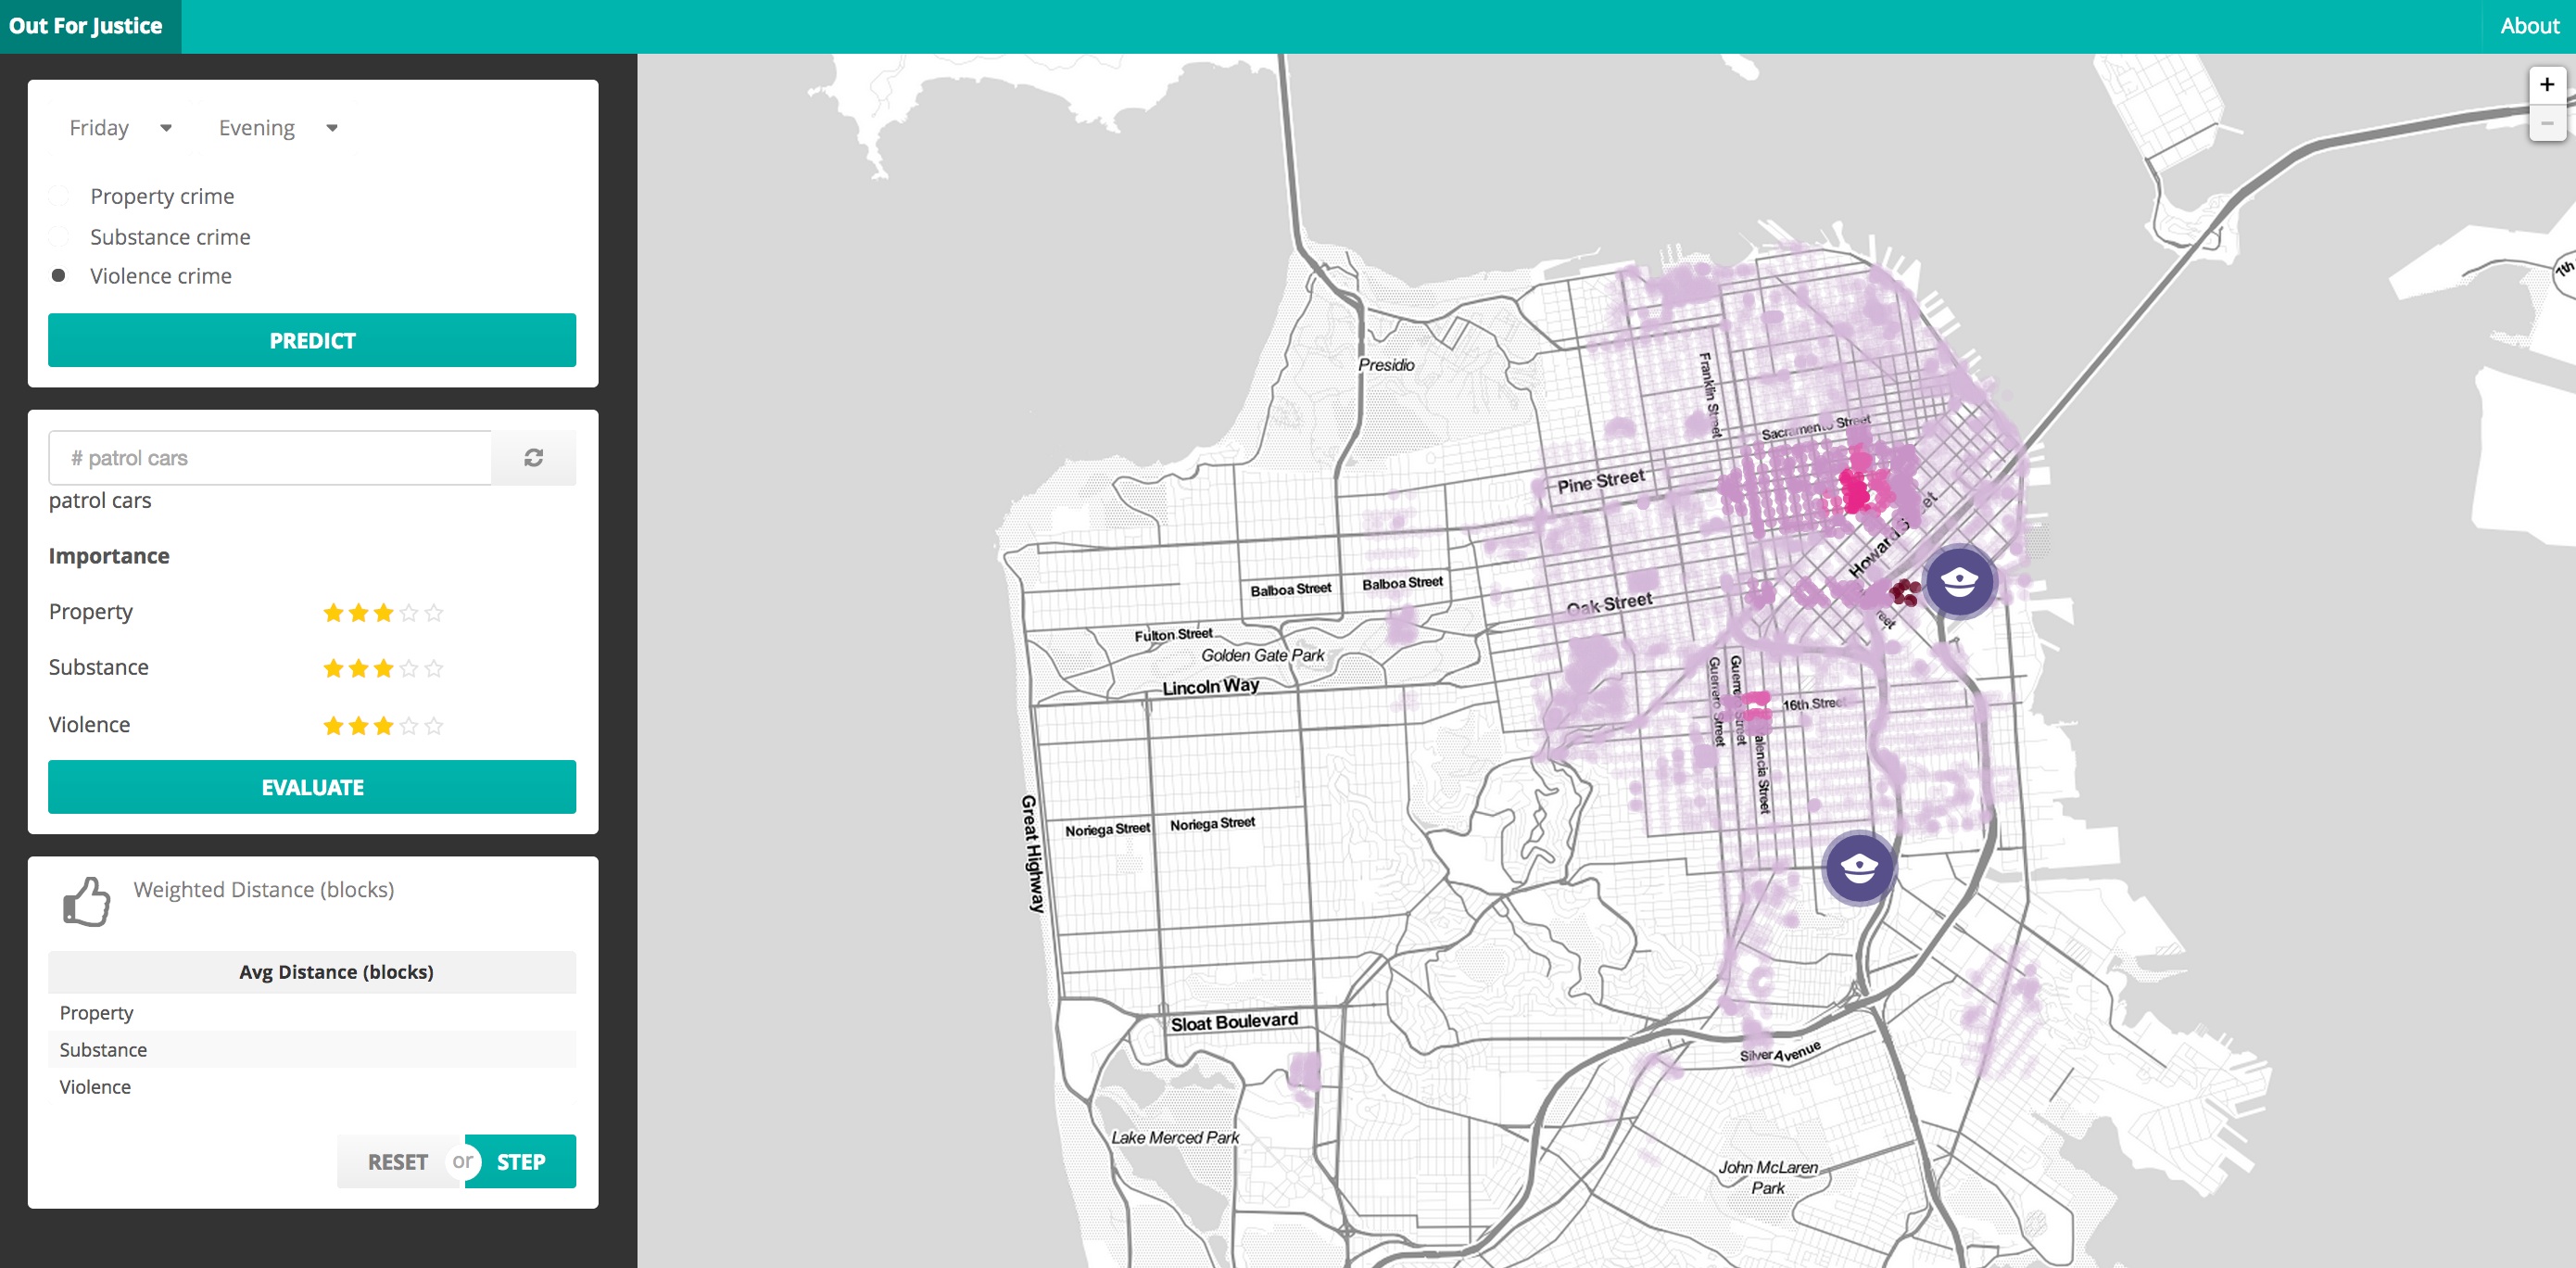 Out For Justice
About
Friday
Evening
Property crime
Substance crime
Violence crime
PREDICT
# patrol cars
patrol cars
Importance
Property
Substance
Violence
EVALUATE
Weighted Distance (blocks)
Avg Distance (blocks)
Property
Substance
Violence
RESET or STEP
+
−
7th
Presidio
Franklin Street
Sacramento Street
Pine Street
Howard S
et
Balboa Street
Balboa Street
Oak Street
reet
Fulton Street
Golden Gate Park
Lincoln Way
Guerrero Street
Guerrero Street
16th Street
alencia Street
Great Highway
Noriega Street
Noriega Street
Sloat Boulevard
Silver Avenue
Lake Merced Park
John McLaren
Park